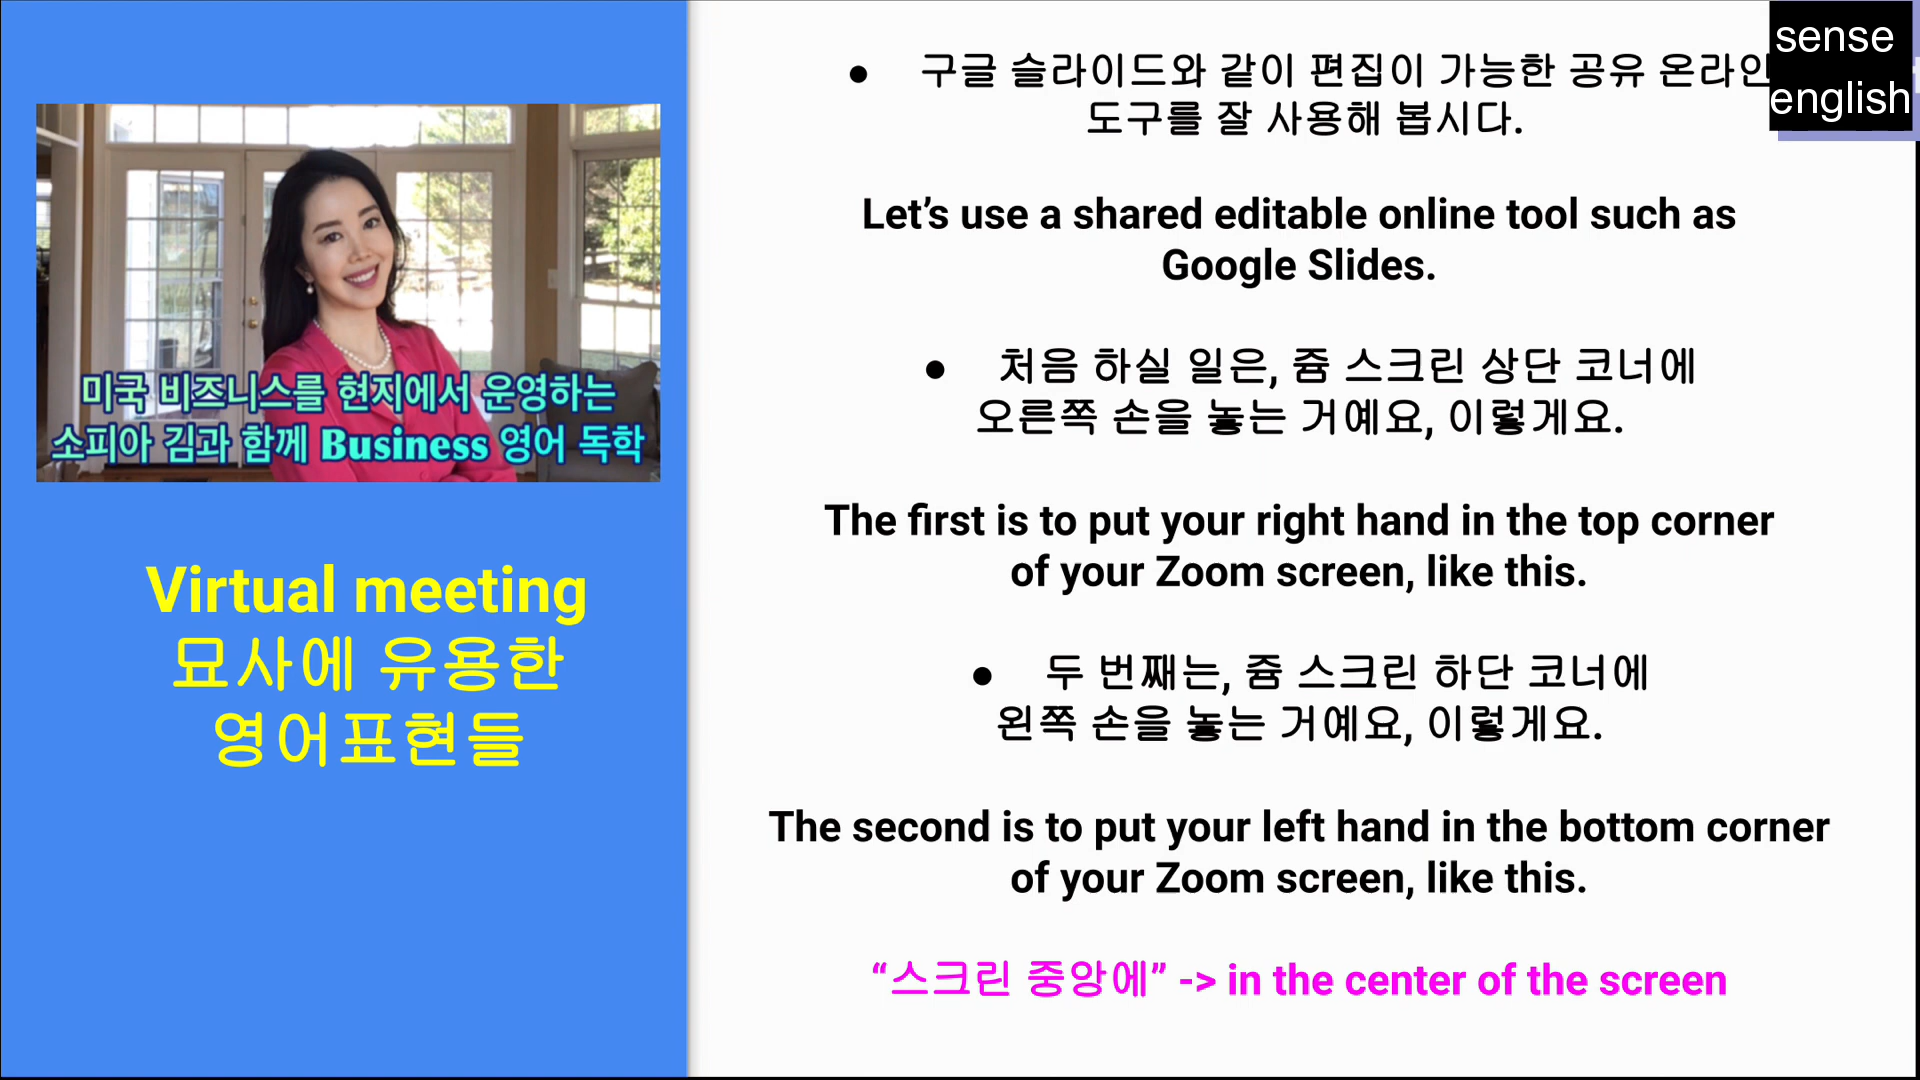 미국 비즈니스를 현지에서 운영하는
소피아 김과 함께 Business 영어 독학
Virtual meeting
묘사에 유용한
영어표현들
● 구글 슬라이드와 같이 편집이 가능한 공유 온라인
도구를 잘 사용해 봅시다.
Let’s use a shared editable online tool such as
Google Slides.
● 처음 하실 일은, 쥼 스크린 상단 코너에
오른쪽 손을 놓는 거예요, 이렇게요.
The first is to put your right hand in the top corner
of your Zoom screen, like this.
● 두 번째는, 쥼 스크린 하단 코너에
왼쪽 손을 놓는 거예요, 이렇게요.
The second is to put your left hand in the bottom corner
of your Zoom screen, like this.
“스크린 중앙에” -> in the center of the screen
sense
english